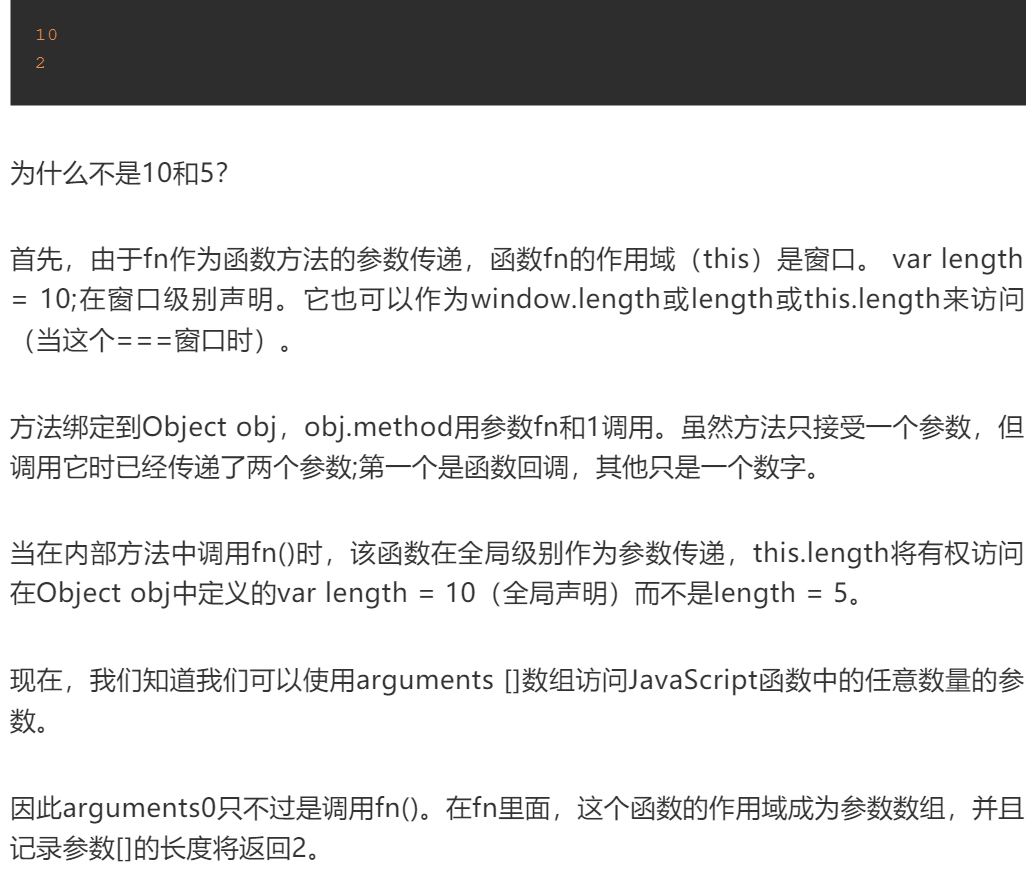 10
2
为什么不是10和5?
首先，由于fn作为函数方法的参数传递，函数fn的作用域（this）是窗口。 var length
= 10;在窗口级别声明。它也可以作为window.length或length或this.length来访问
（当这个===窗口时）。
方法绑定到Object obj，obj.method用参数fn和1调用。虽然方法只接受一个参数，但
调用它时已经传递了两个参数;第一个是函数回调，其他只是一个数字。
当在内部方法中调用fn()时，该函数在全局级别作为参数传递，this.length将有权访问
在Object obj中定义的var length = 10（全局声明）而不是length = 5。
现在，我们知道我们可以使用arguments []数组访问JavaScript函数中的任意数量的参
数。
因此arguments0只不过是调用fn()。在fn里面，这个函数的作用域成为参数数组，并且
记录参数[]的长度将返回2。